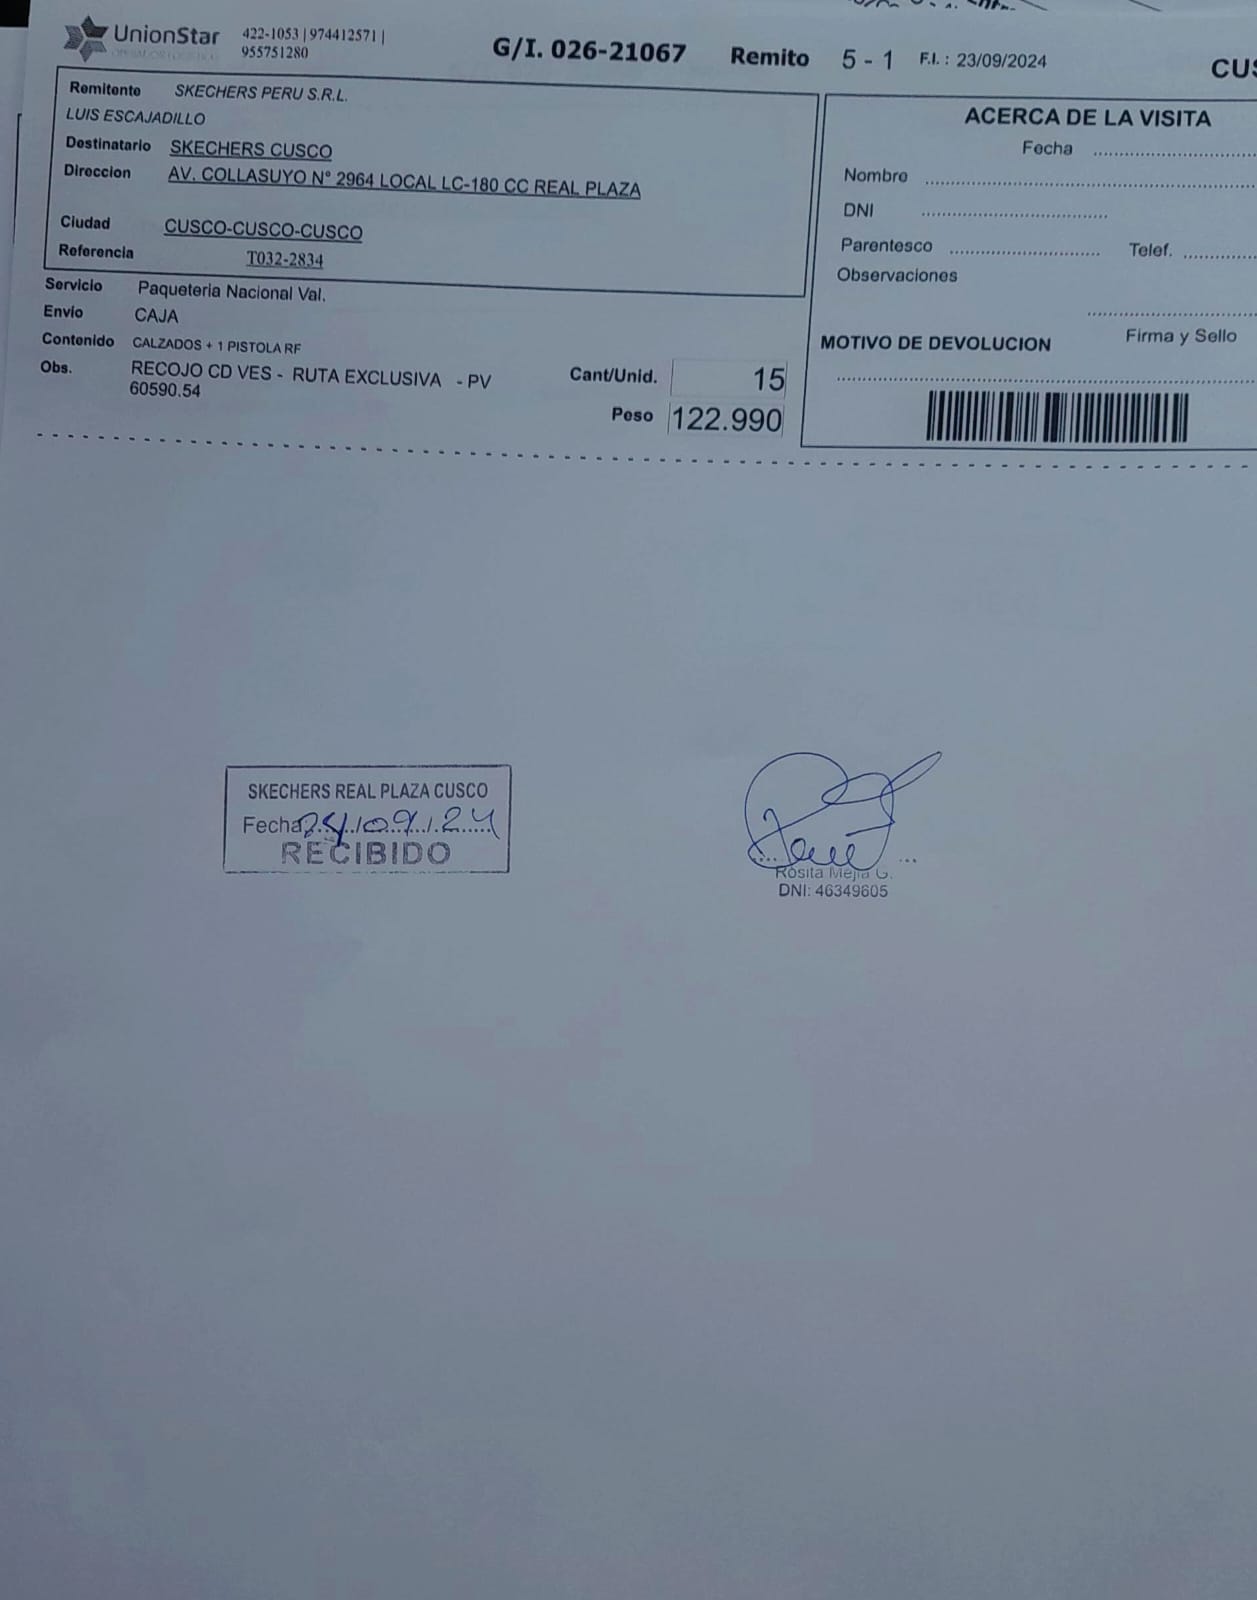 UnionStar 422-1053 | 974412571 |
955751280
G/I. 026-21067 Remito 5 - 1 F.I. : 23/09/2024
Remitente SKECHERS PERU S.R.L.
LUIS ESCAJADILLO
Destinatario SKECHERS CUSCO
Direccion AV. COLLASUYO N° 2964 LOCAL LC-180 CC REAL PLAZA
Ciudad CUSCO-CUSCO-CUSCO
Referencia T032-2834
Servicio Paqueteria Nacional Val.
Envio CAJA
Contenido CALZADOS + 1 PISTOLA RF
Obs. RECOJO CD VES - RUTA EXCLUSIVA - PV
60590.54
Cant/Unid. 15
Peso 122.990
ACERCA DE LA VISITA
Fecha
Nombre
DNI
Parentesco Telef.
Observaciones
Firma y Sello
MOTIVO DE DEVOLUCION
SKECHERS REAL PLAZA CUSCO
Fecha 24/09/24
RECIBIDO
Rosita Mejia G.
DNI: 46349605